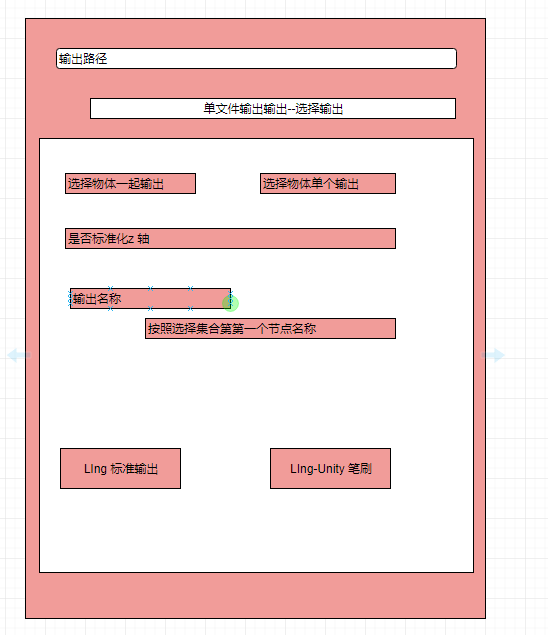 输出路径
单文件输出输出--选择输出
选择物体一起输出
选择物体单个输出
是否标准化z 轴
输出名称
按照选择集合第第一个节点名称
LIng 标准输出
LIng-Unity 笔刷